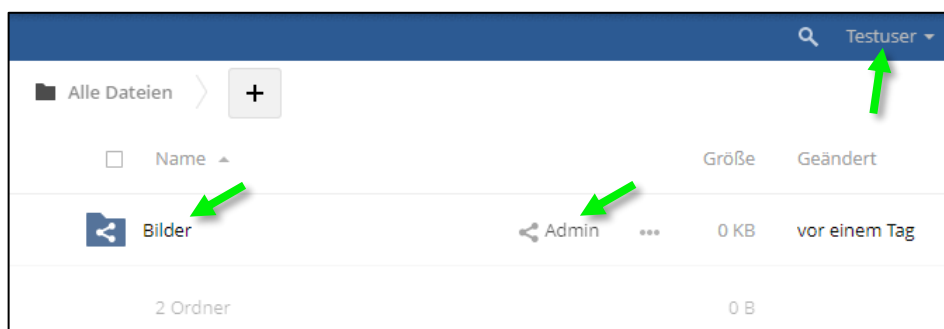 Testuser
Alle Dateien +
Name Größe Geändert
Bilder Admin ••• 0 KB vor einem Tag
2 Ordner 0 B